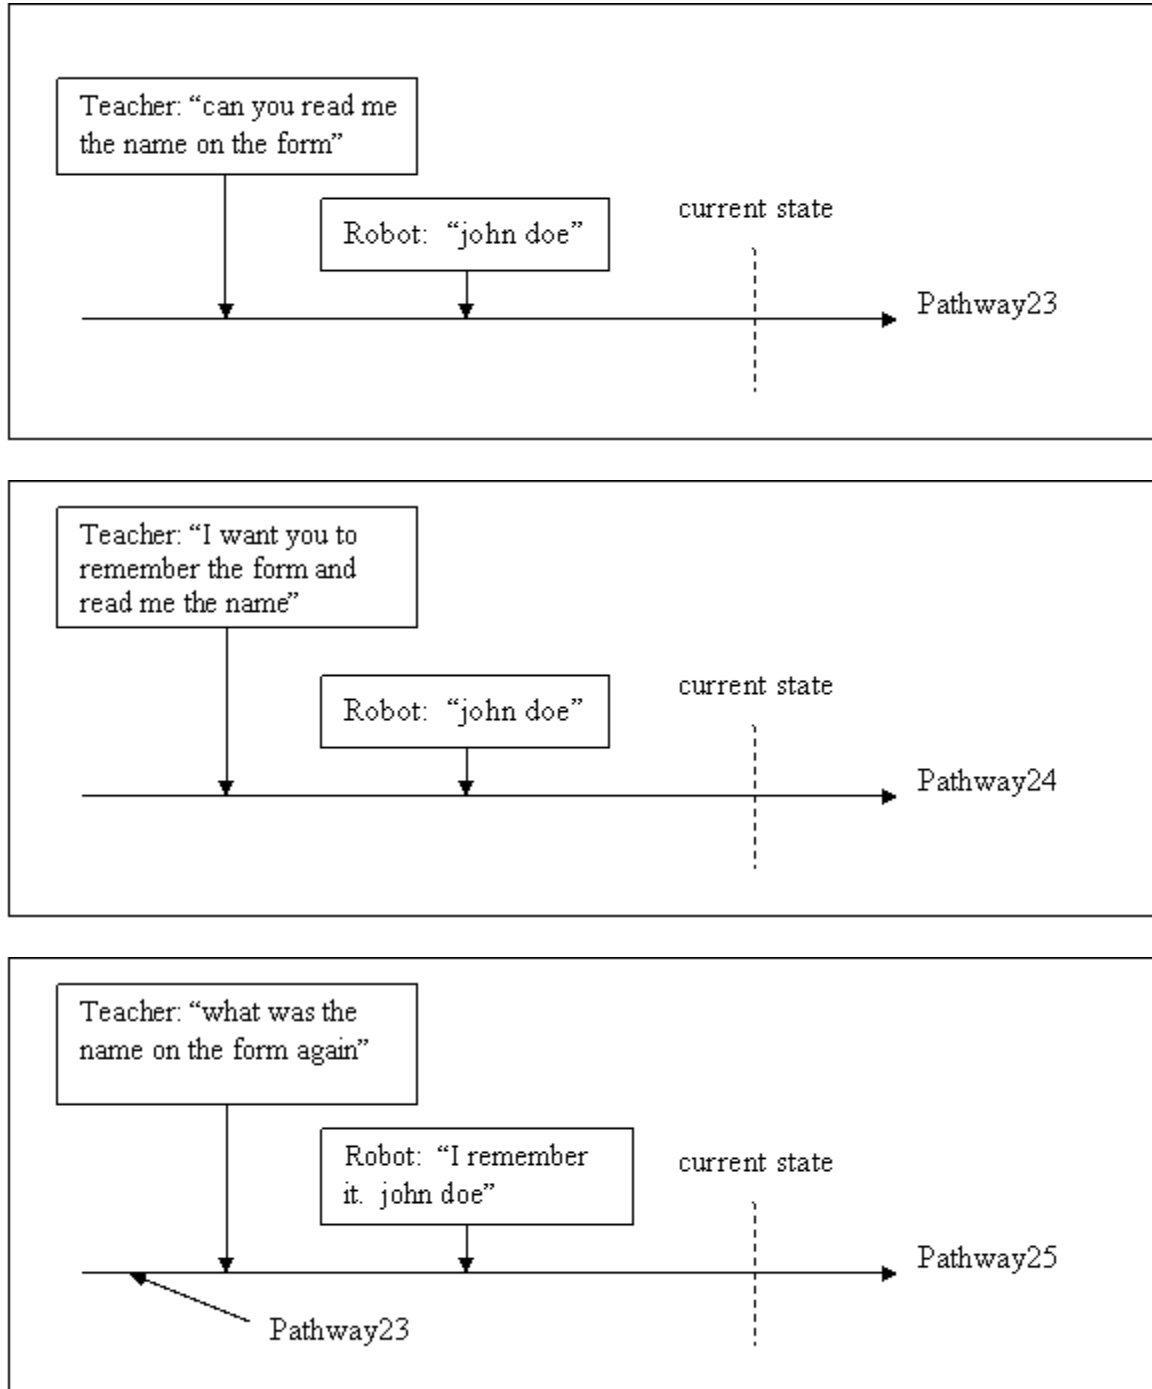 Teacher: “can you read me
the name on the form”
Robot:  “john doe”
current state
Pathway23
Teacher: “I want you to
remember the form and
read me the name”
Robot:  “john doe”
current state
Pathway24
Teacher: “what was the
name on the form again”
Robot:  “I remember
it.  john doe”
current state
Pathway25
Pathway23